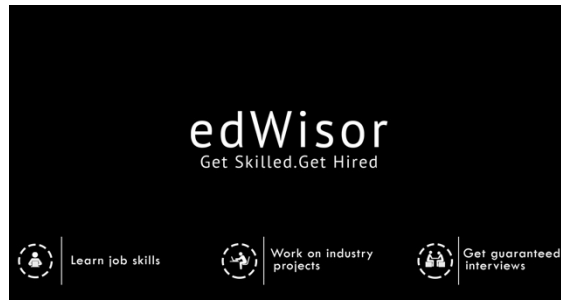 edWisor
Get Skilled.Get Hired
Learn job skills
Work on industry
projects
Get guaranteed
interviews